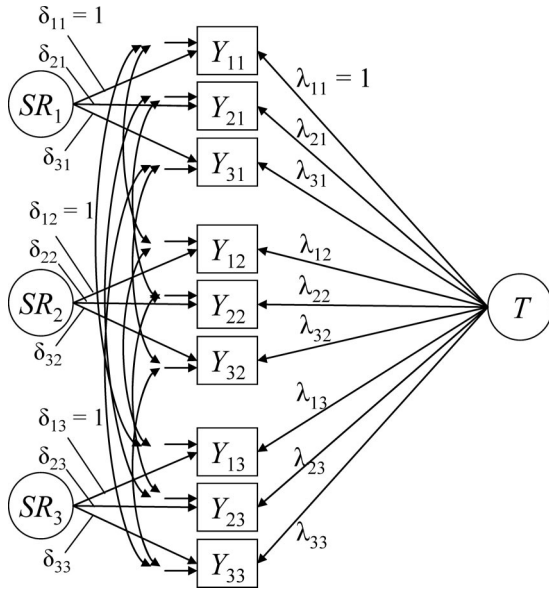 δ₁₁ = 1
δ₂₁
SR₁
δ₃₁
Y₁₁
Y₂₁
Y₃₁
λ₁₁ = 1
λ₂₁
λ₃₁
δ₁₂ = 1
δ₂₂
SR₂
δ₃₂
Y₁₂
Y₂₂
Y₃₂
λ₁₂
λ₂₂
λ₃₂
T
δ₁₃ = 1
δ₂₃
SR₃
δ₃₃
Y₁₃
Y₂₃
Y₃₃
λ₁₃
λ₂₃
λ₃₃